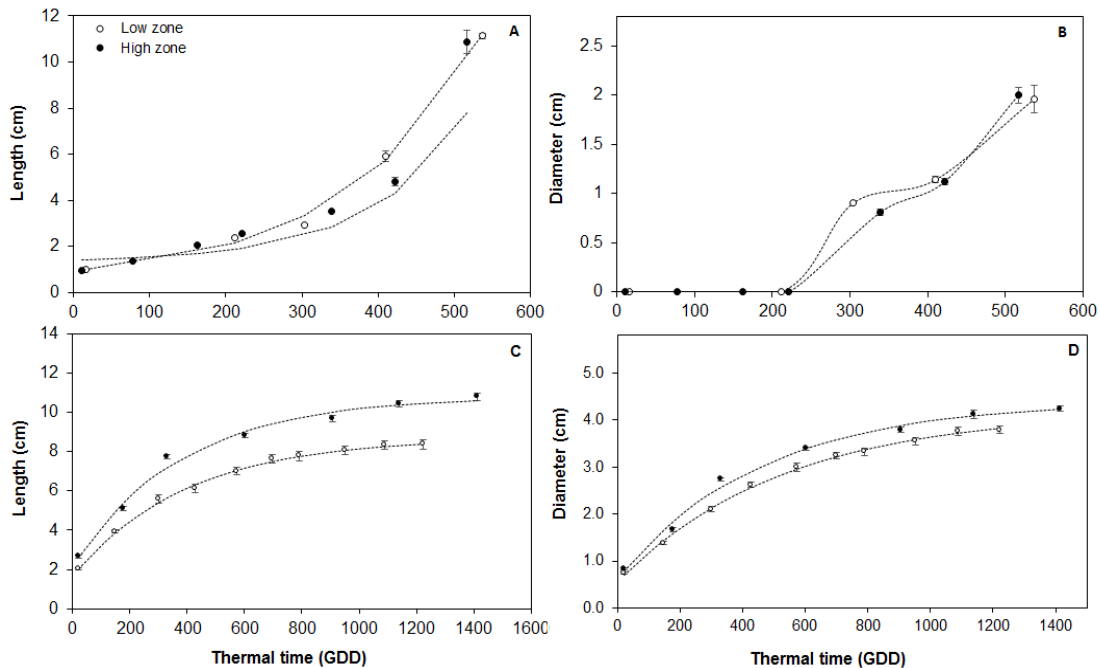 A
Low zone
High zone
Length (cm)
12
10
8
6
4
2
0
0 100 200 300 400 500 600
B
Diameter (cm)
2.5
2
1.5
1
0.5
0
0 100 200 300 400 500 600
C
Length (cm)
14
12
10
8
6
4
2
0
0 200 400 600 800 1000 1200 1400 1600
Thermal time (GDD)
D
Diameter (cm)
5.0
4.0
3.0
2.0
1.0
0.0
0 200 400 600 800 1000 1200 1400
Thermal time (GDD)